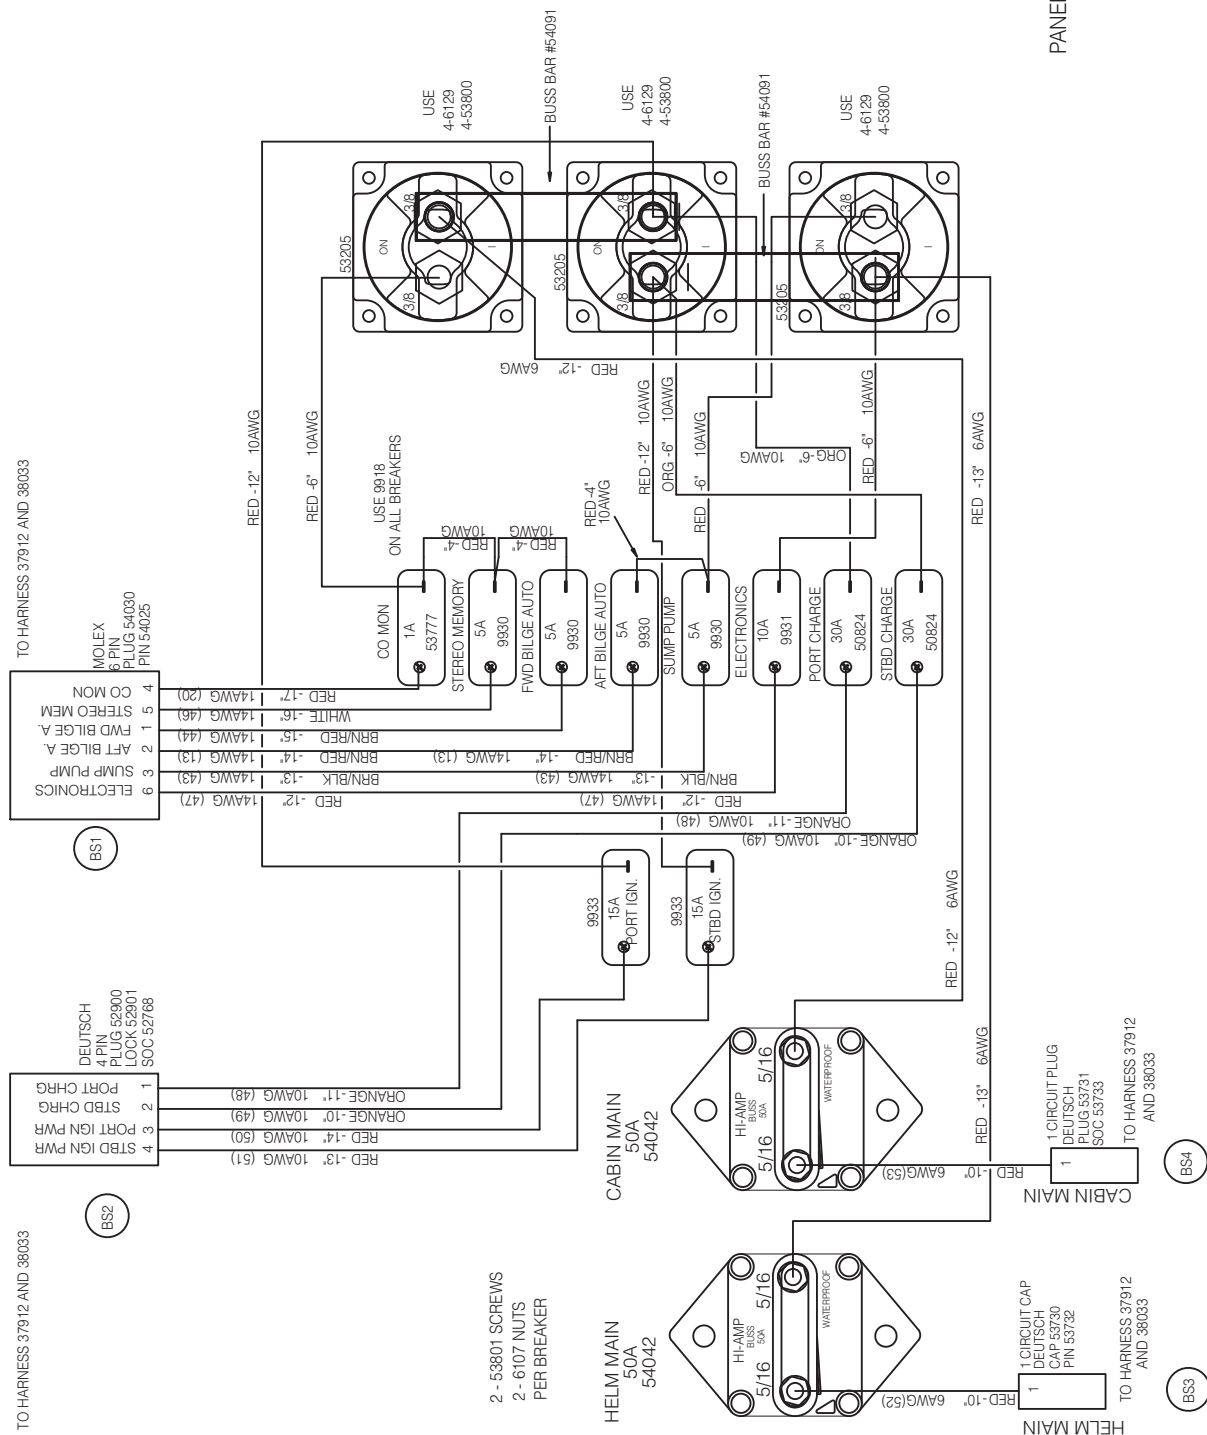 TO HARNESS 37912 AND 38033
MOLEX
6 PIN
PLUG 54030
PIN 54025
CO MON 4
STEREO MEM 5
FWD BILGE A. 1
AFT BILGE A. 2
SUMP PUMP 3
ELECTRONICS 6
BS1
RED -17" 14AWG (20)
WHITE -16" 14AWG (46)
BRN/RED -15" 14AWG (44)
BRN/RED -14" 14AWG (13)
BRN/BLK -13" 14AWG (43)
RED -12" 14AWG (47)
BRN/RED -14" 14AWG (13)
BRN/BLK -13" 14AWG (43)
RED -12" 14AWG (47)
ORANGE-11" 10AWG (48)
ORANGE-10" 10AWG (49)
TO HARNESS 37912 AND 38033
DEUTSCH
4 PIN
PLUG 52900
LOCK 52901
SOC 52768
PORT CHRG 1
STBD CHRG 2
PORT IGN PWR 3
STBD IGN PWR 4
BS2
ORANGE-11" 10AWG (48)
ORANGE-10" 10AWG (49)
RED -14" 10AWG (50)
RED -13" 10AWG (51)
RED -12" 10AWG
RED -6" 10AWG
USE 9918
ON ALL BREAKERS
RED-4"
10AWG
RED-4"
10AWG
RED-4"
10AWG
CO MON
1A
53777
STEREO MEMORY
5A
9930
FWD BILGE AUTO
5A
9930
AFT BILGE AUTO
5A
9930
SUMP PUMP
5A
9930
ELECTRONICS
10A
9931
PORT CHARGE
30A
50824
STBD CHARGE
30A
50824
9933
15A
PORT IGN.
9933
15A
STBD IGN.
RED -12" 6AWG
RED -12" 10AWG
ORG -6" 10AWG
RED -6" 10AWG
ORG-6" 10AWG
RED -6" 10AWG
RED -13" 6AWG
RED -12" 6AWG
RED -13" 6AWG
53205
ON
I
3/8
3/8
USE
4-6129
4-53800
BUSS BAR #54091
53205
ON
I
3/8
3/8
USE
4-6129
4-53800
BUSS BAR #54091
53205
ON
I
3/8
3/8
USE
4-6129
4-53800
2 - 53801 SCREWS
2 - 6107 NUTS
PER BREAKER
CABIN MAIN
50A
54042
5/16
5/16
HI-AMP
BUSS
50A
WATERPROOF
RED -10" 6AWG(53)
1 CIRCUIT PLUG
DEUTSCH
PLUG 53731
SOC 53733
1
CABIN MAIN
TO HARNESS 37912
AND 38033
BS4
HELM MAIN
50A
54042
5/16
5/16
HI-AMP
BUSS
50A
WATERPROOF
RED-10" 6AWG(52)
1 CIRCUIT CAP
DEUTSCH
CAP 53730
PIN 53732
1
HELM MAIN
TO HARNESS 37912
AND 38033
BS3